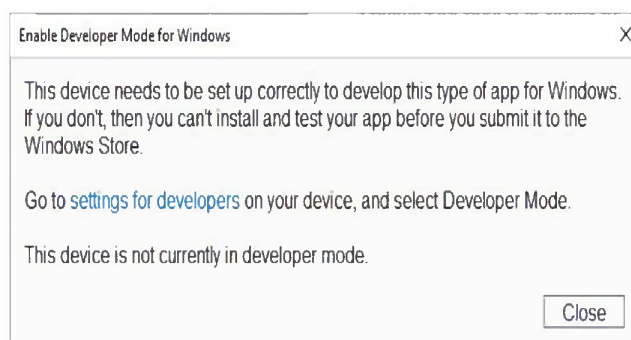 Enable Developer Mode for Windows
X
This device needs to be set up correctly to develop this type of app for Windows.
If you don't, then you can't install and test your app before you submit it to the
Windows Store.
Go to settings for developers on your device, and select Developer Mode.
This device is not currently in developer mode.
Close